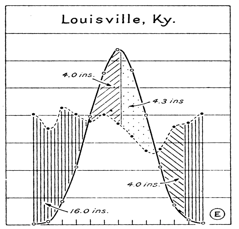 Louisville, Ky.
4.0 ins.
4.3 ins
4.0 ins.
16.0 ins.
E